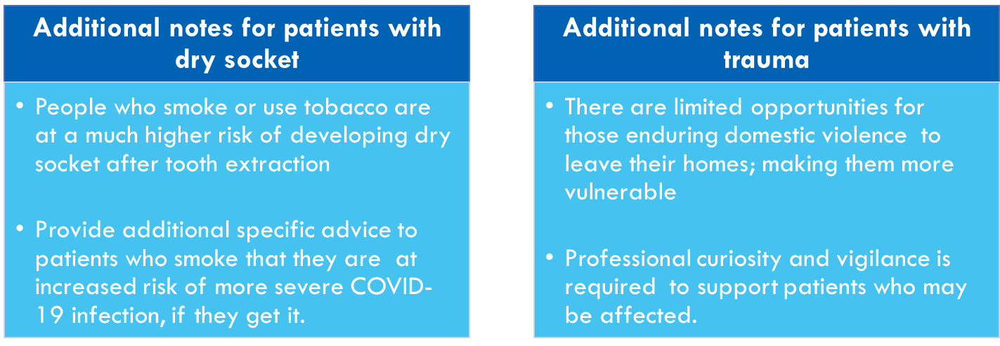 Additional notes for patients with
dry socket
• People who smoke or use tobacco are
at a much higher risk of developing dry
socket after tooth extraction
• Provide additional specific advice to
patients who smoke that they are  at
increased risk of more severe COVID-
19 infection, if they get it.
Additional notes for patients with
trauma
• There are limited opportunities for
those enduring domestic violence  to
leave their homes; making them more
vulnerable
• Professional curiosity and vigilance is
required  to support patients who may
be affected.